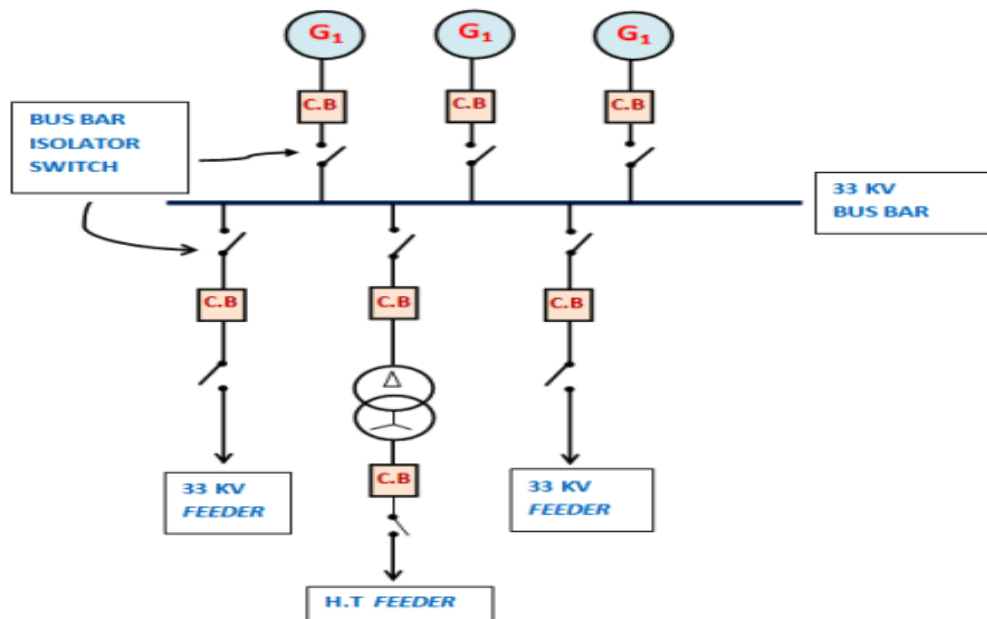 G1
G1
G1
C.B
C.B
C.B
BUS BAR
ISOLATOR
SWITCH
33 KV
BUS BAR
C.B
C.B
C.B
C.B
33 KV
FEEDER
33 KV
FEEDER
H.T FEEDER